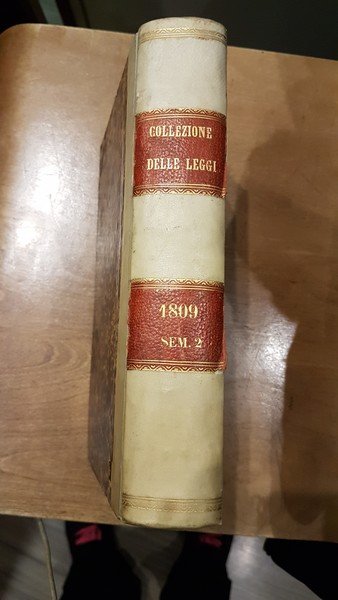 COLLEZIONE
DELLE LEGGI
1809
SEM. 2